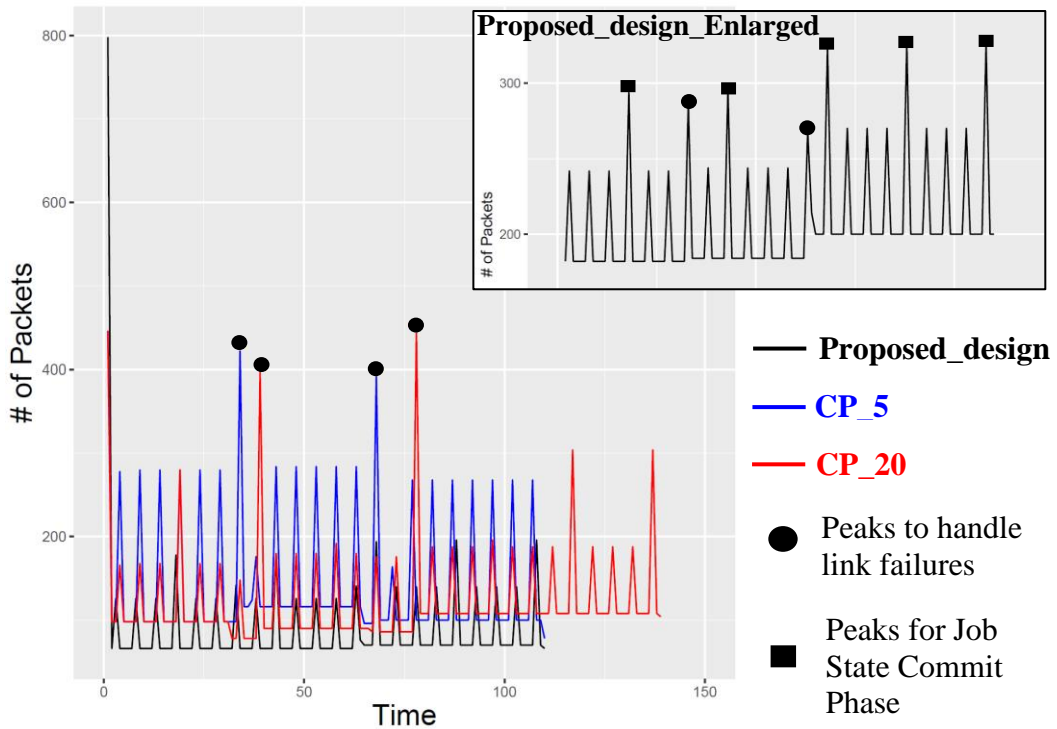 Proposed_design_Enlarged
300
200
# of Packets
800
600
400
200
# of Packets
0
50
100
150
Time
Proposed_design
CP_5
CP_20
Peaks to handle
link failures
Peaks for Job
State Commit
Phase